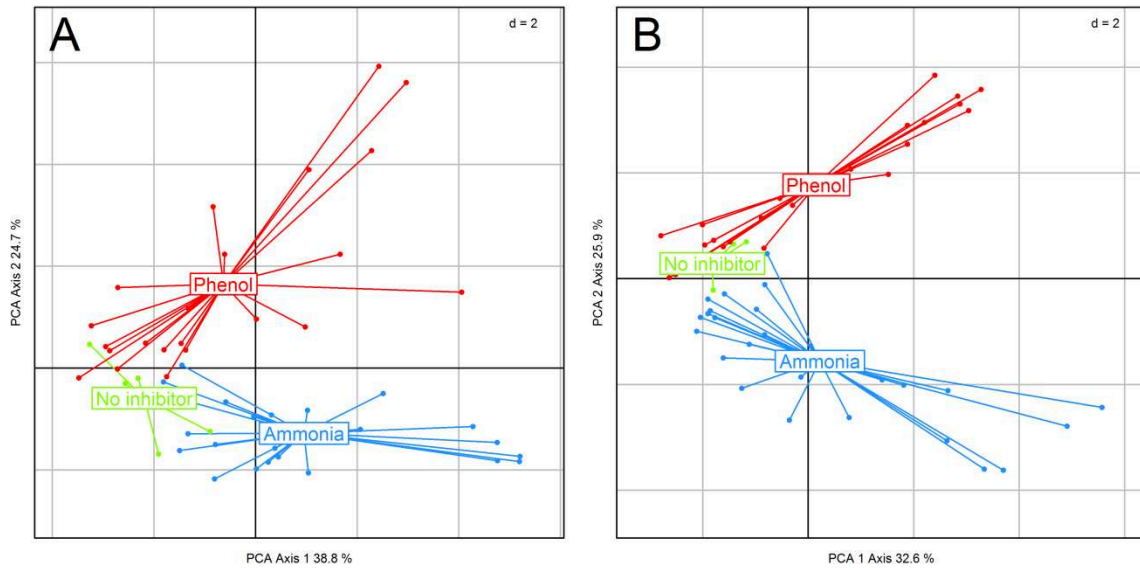 A
d = 2
Phenol
No inhibitor
Ammonia
PCA Axis 2 24.7 %
PCA Axis 1 38.8 %
B
d = 2
Phenol
No inhibitor
Ammonia
PCA 2 Axis 25.9 %
PCA 1 Axis 32.6 %